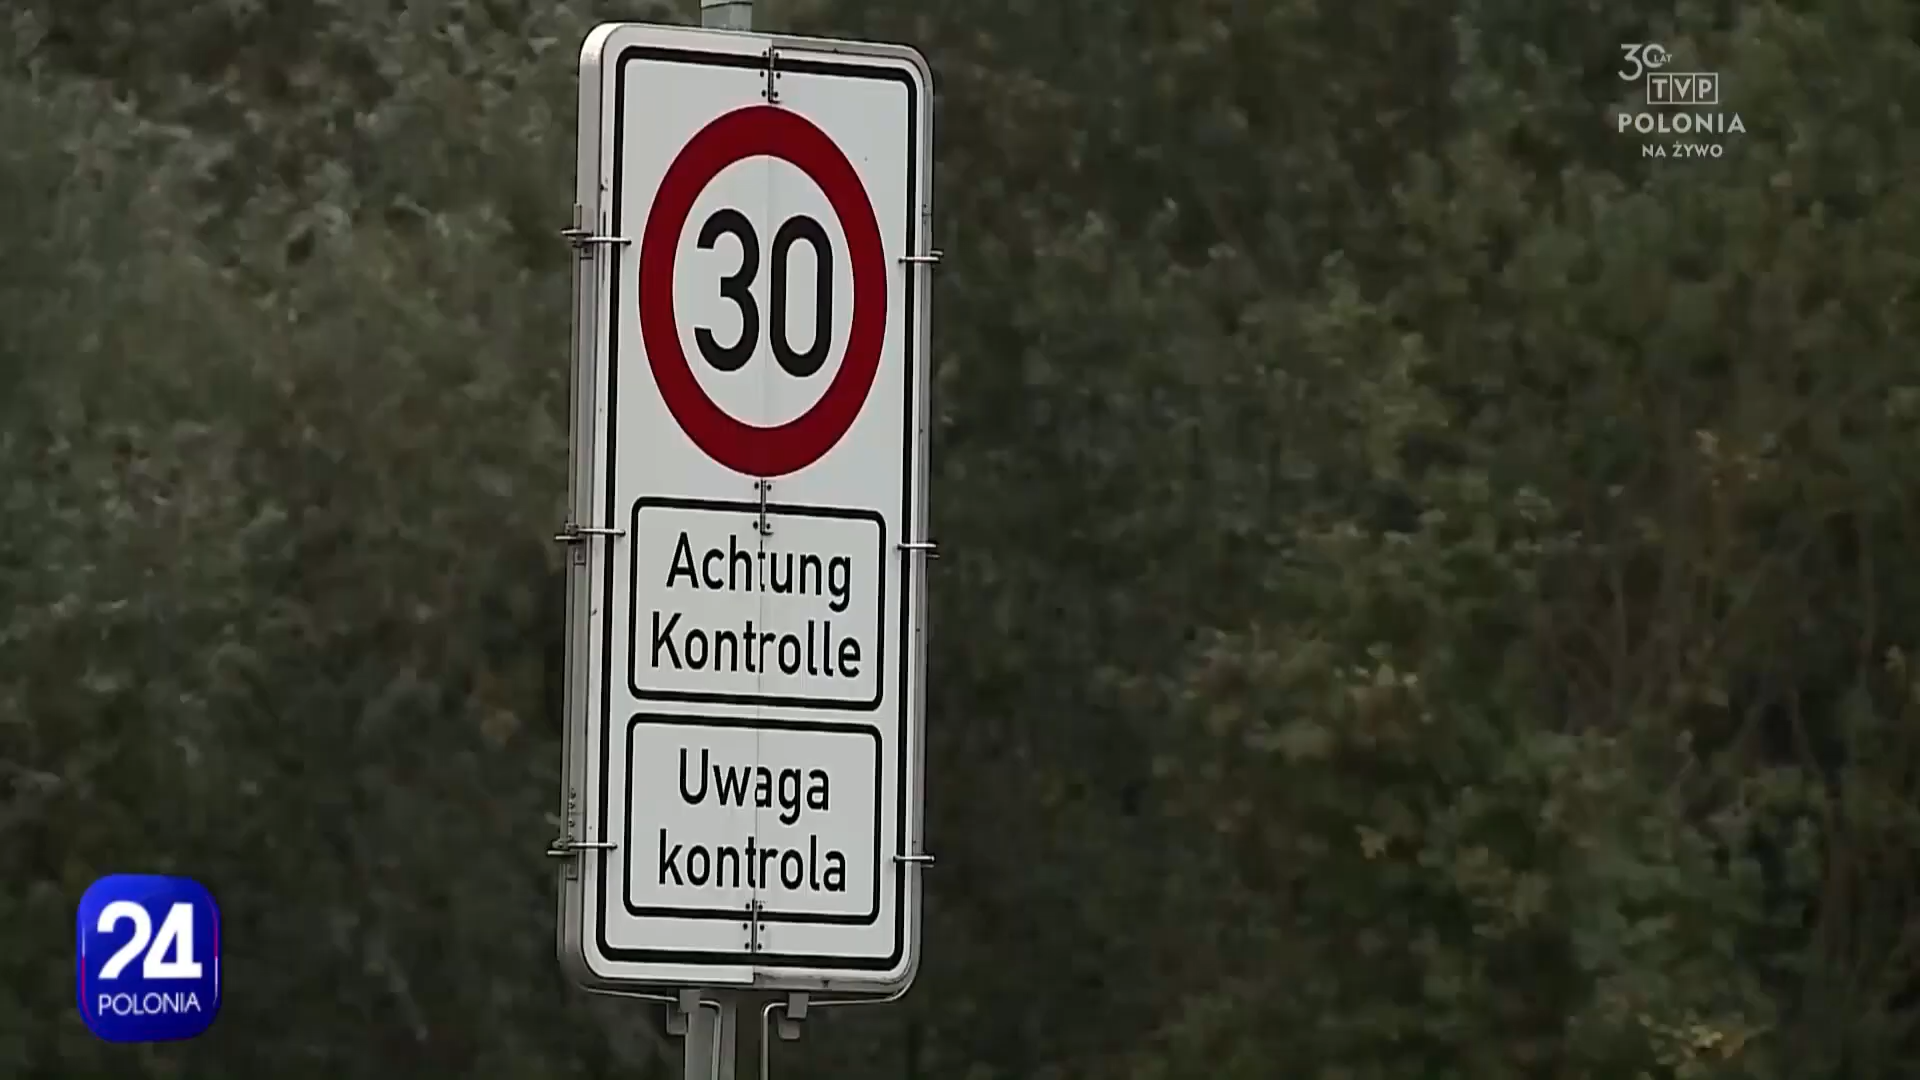 30
Achtung
Kontrolle
Uwaga
kontrola
30 LAT
TVP
POLONIA
NA ŻYWO
24
POLONIA